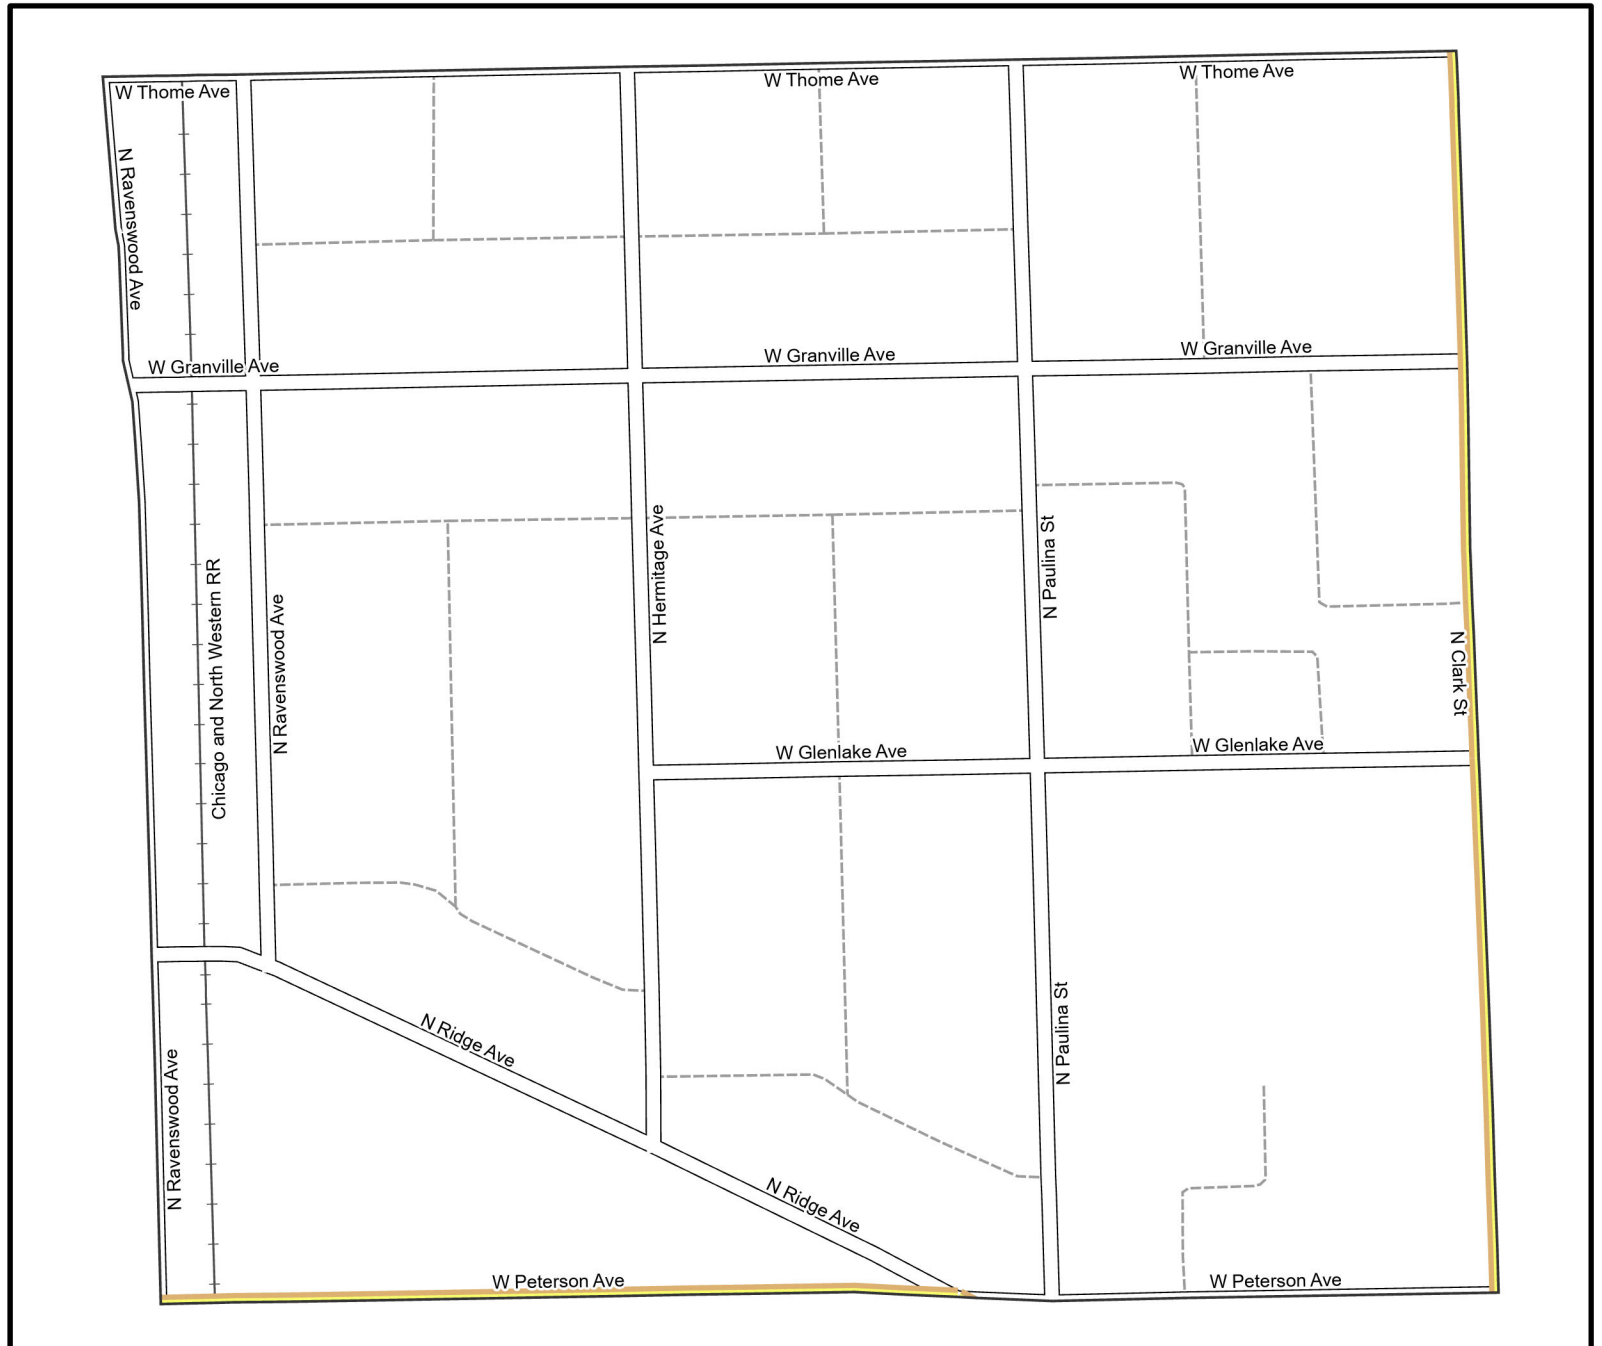 W Thome Ave
W Thome Ave
W Thome Ave
N Ravenswood Ave
W Granville Ave
W Granville Ave
W Granville Ave
Chicago and North Western RR
N Ravenswood Ave
N Hermitage Ave
N Paulina St
N Clark St
W Glenlake Ave
W Glenlake Ave
N Ridge Ave
N Paulina St
N Ravenswood Ave
N Ridge Ave
W Peterson Ave
W Peterson Ave